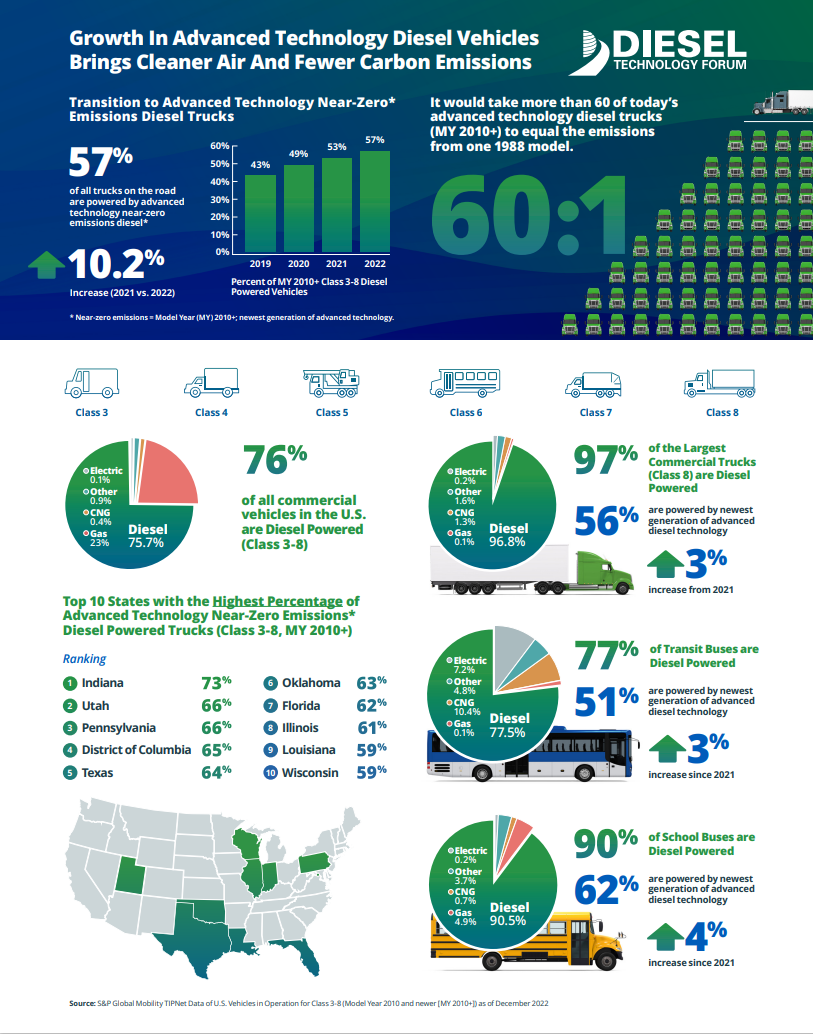 Growth In Advanced Technology Diesel Vehicles
Brings Cleaner Air And Fewer Carbon Emissions
DIESEL
TECHNOLOGY FORUM
Transition to Advanced Technology Near-Zero*
Emissions Diesel Trucks
57%
of all trucks on the road
are powered by advanced
technology near-zero
emissions diesel*
10.2%
Increase (2021 vs. 2022)
60%
50%
40%
30%
20%
10%
0%
43%
49%
53%
57%
2019
2020
2021
2022
Percent of MY 2010+ Class 3-8 Diesel
Powered Vehicles
* Near-zero emissions = Model Year (MY) 2010+; newest generation of advanced technology.
It would take more than 60 of today's
advanced technology diesel trucks
(MY 2010+) to equal the emissions
from one 1988 model.
60:1
Class 3
Class 4
Class 5
Class 6
Class 7
Class 8
Electric
0.1%
Other
0.9%
CNG
0.4%
Gas
23%
Diesel
75.7%
76%
of all commercial
vehicles in the U.S.
are Diesel Powered
(Class 3-8)
Electric
0.2%
Other
1.6%
CNG
1.3%
Gas
0.1%
Diesel
96.8%
97%
of the Largest
Commercial Trucks
(Class 8) are Diesel
Powered
56%
are powered by newest
generation of advanced
diesel technology
3%
increase from 2021
Top 10 States with the Highest Percentage of
Advanced Technology Near-Zero Emissions*
Diesel Powered Trucks (Class 3-8, MY 2010+)
Ranking
1 Indiana 73%
2 Utah 66%
3 Pennsylvania 66%
4 District of Columbia 65%
5 Texas 64%
6 Oklahoma 63%
7 Florida 62%
8 Illinois 61%
9 Louisiana 59%
10 Wisconsin 59%
Electric
7.2%
Other
4.8%
CNG
10.4%
Gas
0.1%
Diesel
77.5%
77%
of Transit Buses are
Diesel Powered
51%
are powered by newest
generation of advanced
diesel technology
3%
increase since 2021
Electric
0.2%
Other
3.7%
CNG
0.7%
Gas
4.9%
Diesel
90.5%
90%
of School Buses are
Diesel Powered
62%
are powered by newest
generation of advanced
diesel technology
4%
increase since 2021
Source: S&P Global Mobility TIPNet Data of U.S. Vehicles in Operation for Class 3-8 (Model Year 2010 and newer [MY 2010+]) as of December 2022